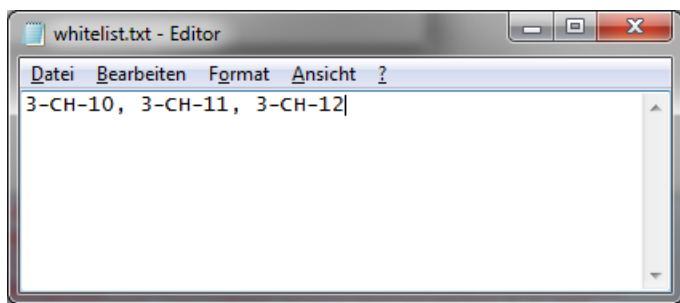 whitelist.txt - Editor
Datei Bearbeiten Format Ansicht ?
3-CH-10, 3-CH-11, 3-CH-12